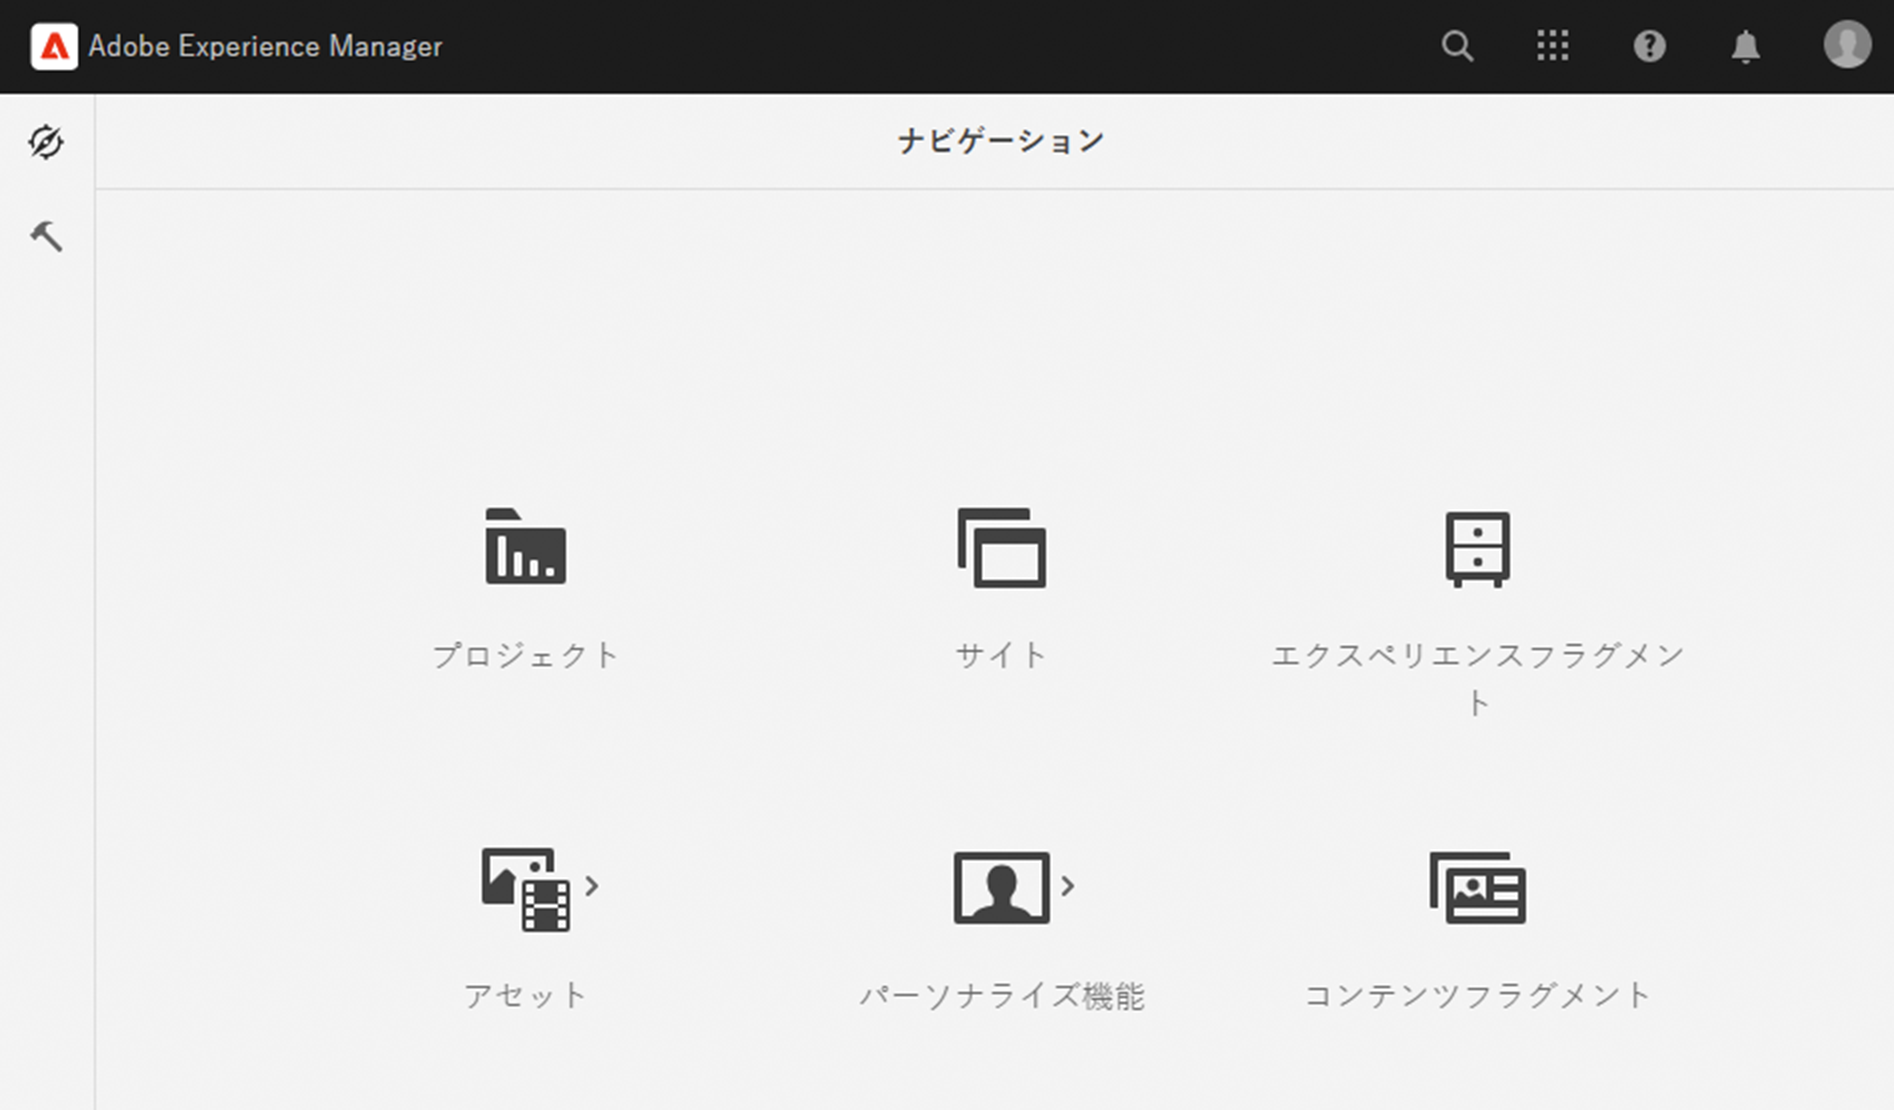 Adobe Experience Manager
ナビゲーション
プロジェクト
サイト
エクスペリエンスフラグメン
ト
アセット
パーソナライズ機能
コンテンツフラグメント